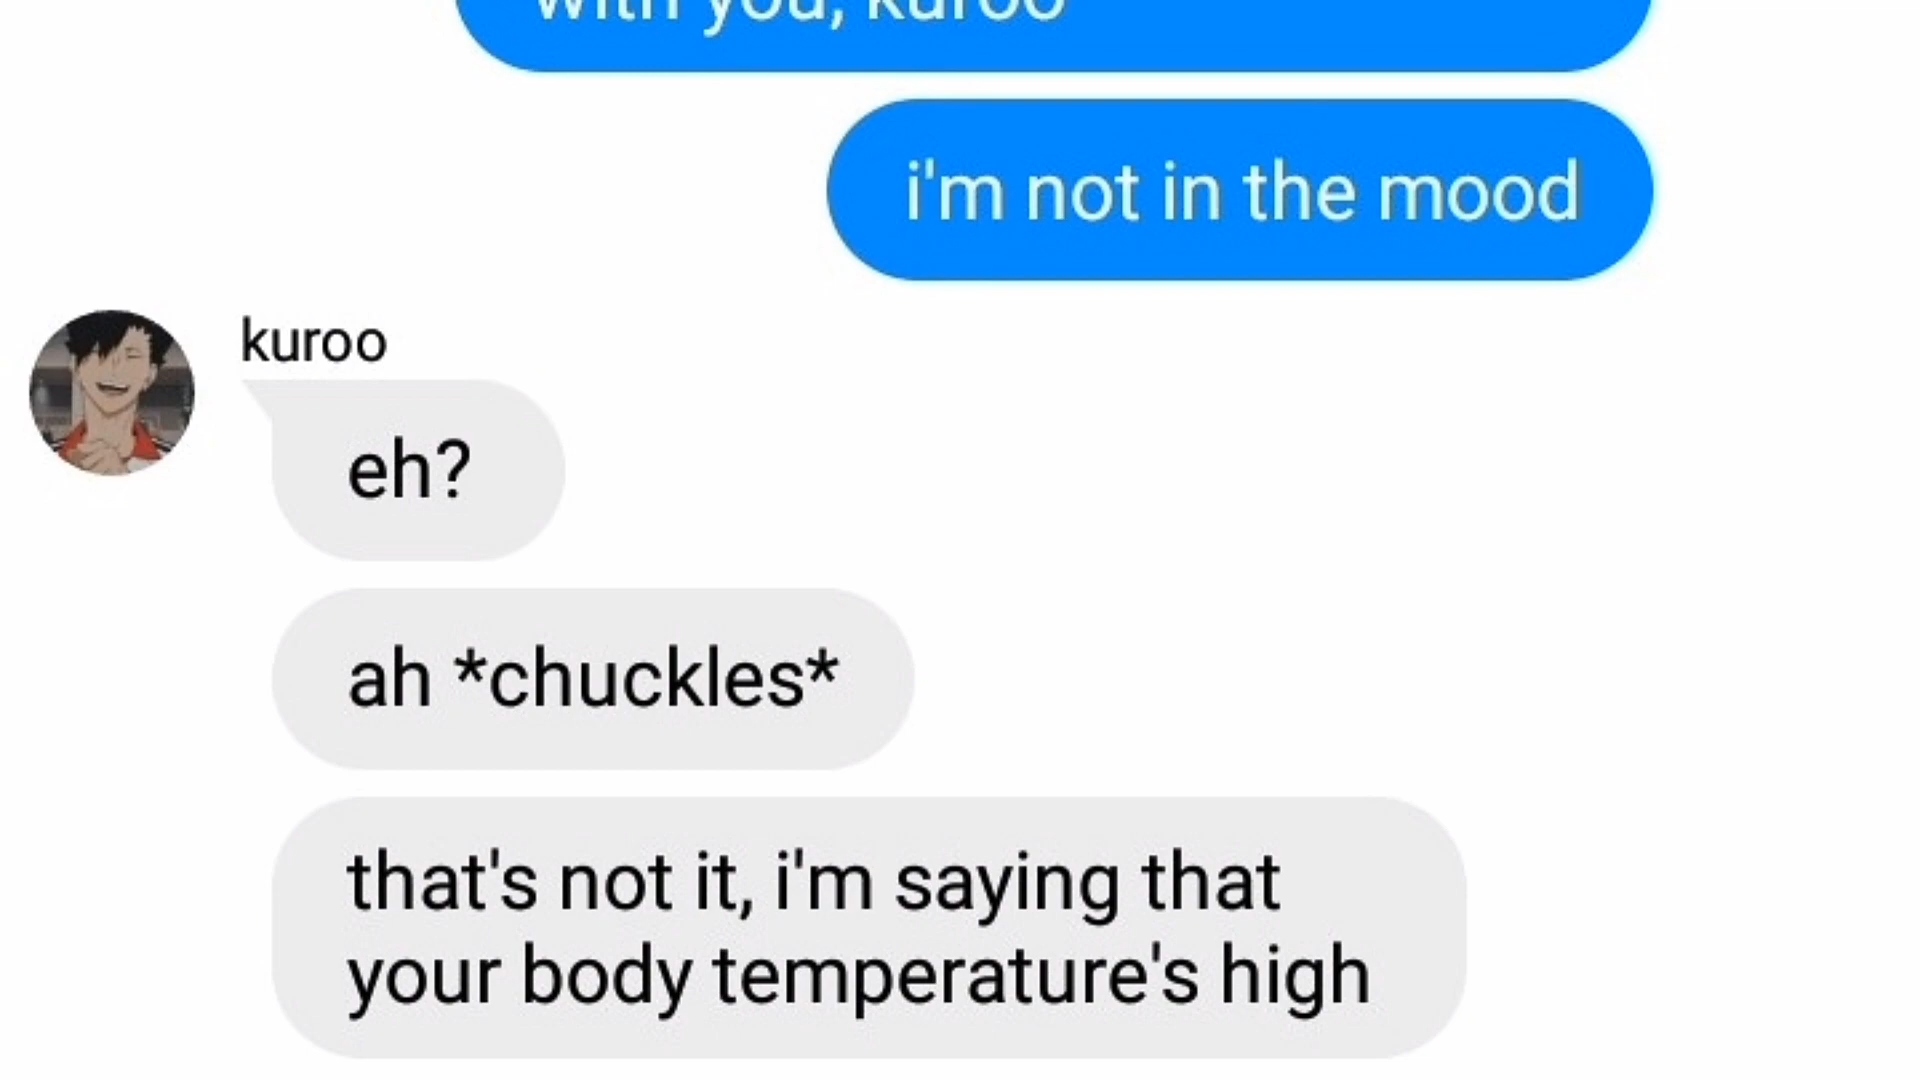 with you, kuroo
i'm not in the mood
kuroo
eh?
ah *chuckles*
that's not it, i'm saying that
your body temperature's high